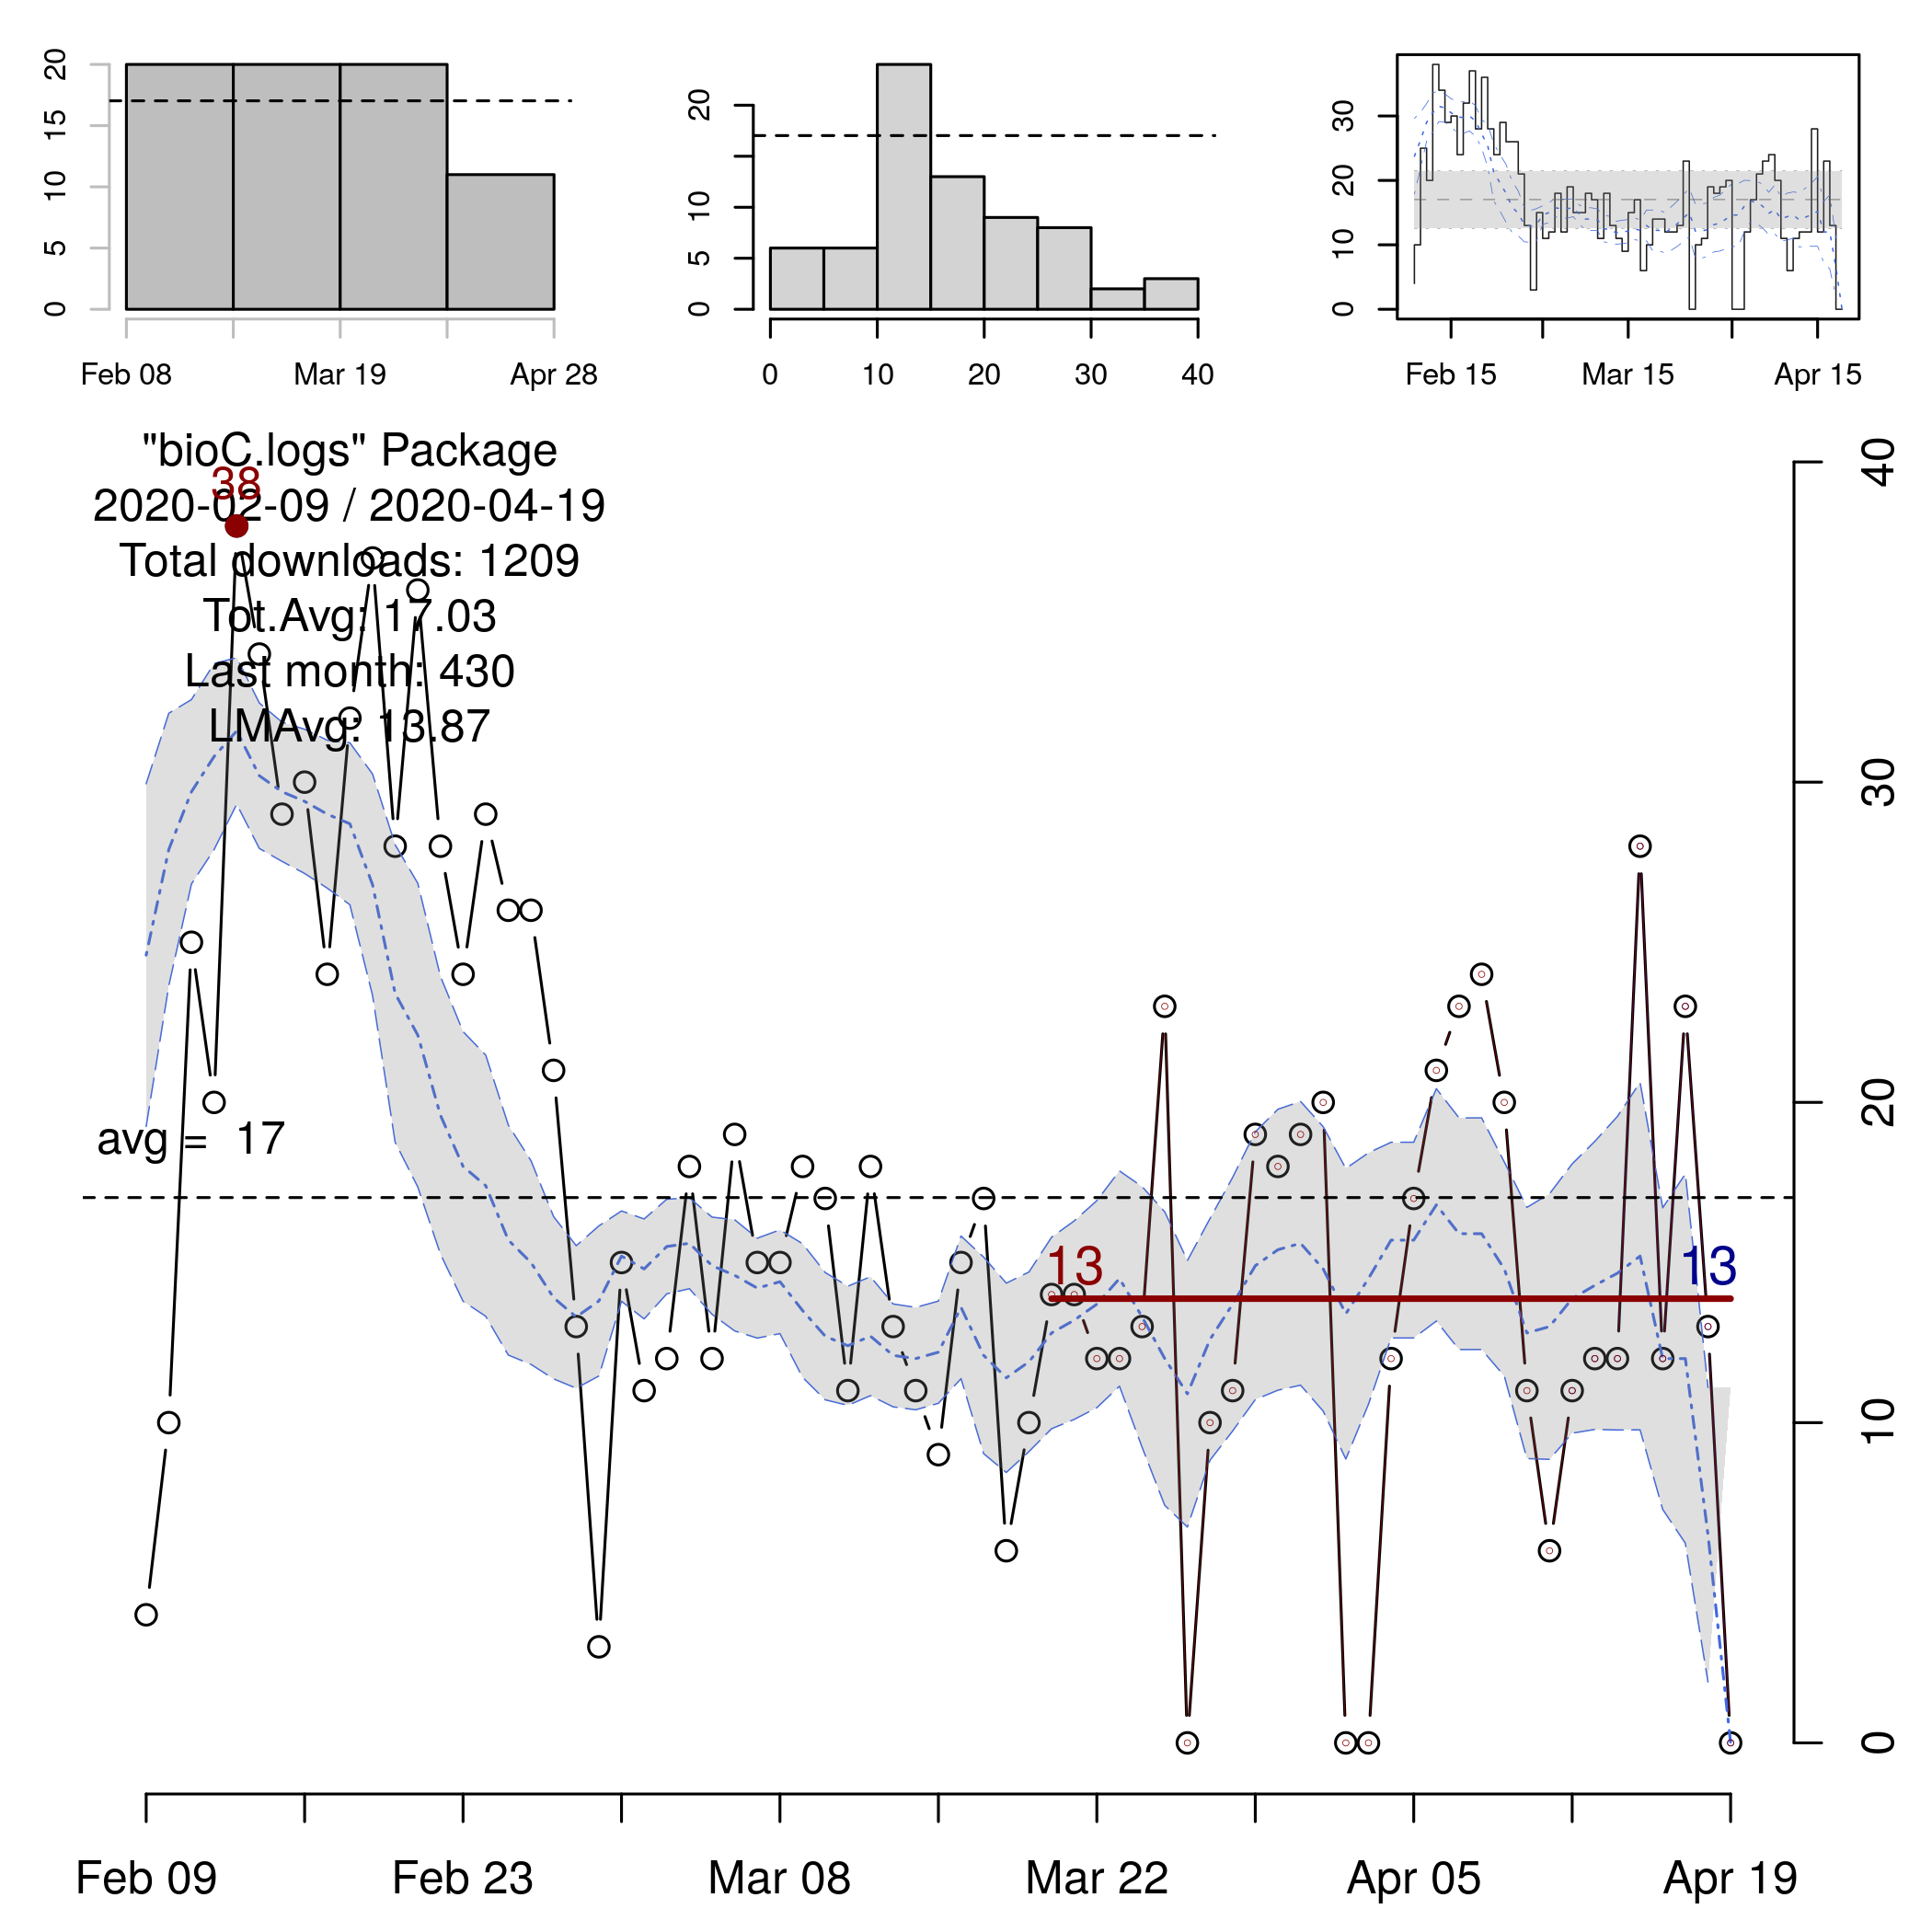 20
15
10
5
0
Feb 08 Mar 19 Apr 28
20
10
5
0
0 10 20 30 40
30
20
10
0
Feb 15 Mar 15 Apr 15
"bioC.logs" Package
38
2020-02-09 / 2020-04-19
Total downloads: 1209
Tot.Avg: 17.03
Last month: 430
LMAvg: 13.87
avg = 17
13
13
40
30
20
10
0
Feb 09 Feb 23 Mar 08 Mar 22 Apr 05 Apr 19